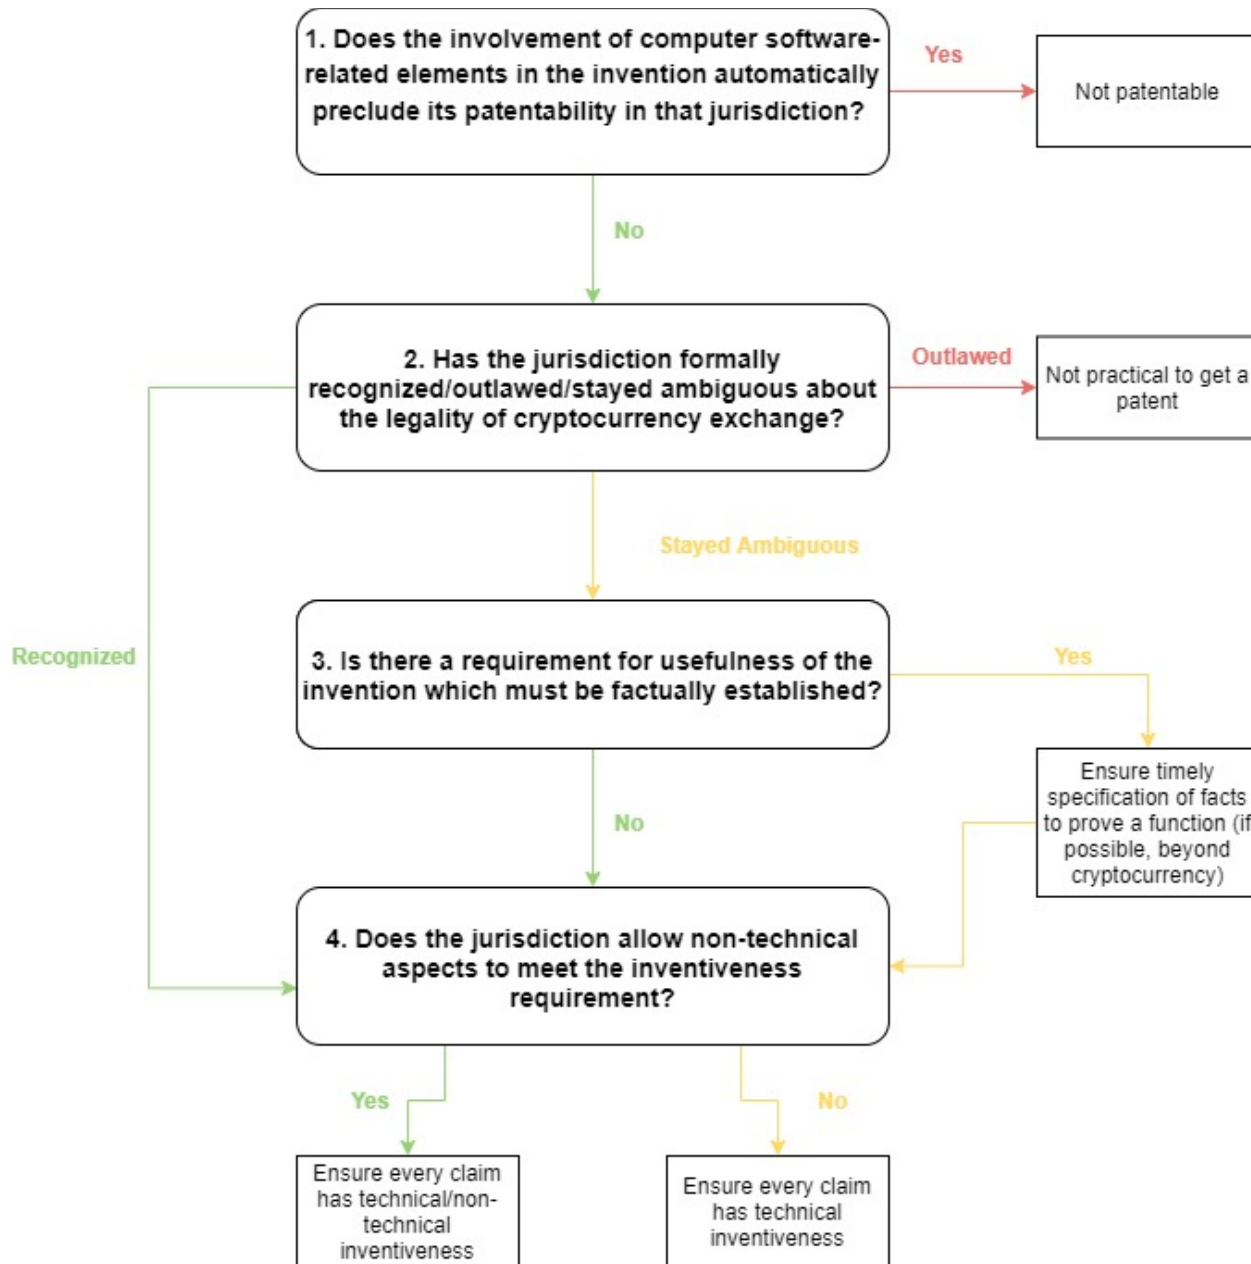 1. Does the involvement of computer software-
related elements in the invention automatically
preclude its patentability in that jurisdiction?
Yes
Not patentable
No
2. Has the jurisdiction formally
recognized/outlawed/stayed ambiguous about
the legality of cryptocurrency exchange?
Outlawed
Not practical to get a
patent
Stayed Ambiguous
Recognized
3. Is there a requirement for usefulness of the
invention which must be factually established?
Yes
Ensure timely
specification of facts
to prove a function (if
possible, beyond
cryptocurrency)
No
4. Does the jurisdiction allow non-technical
aspects to meet the inventiveness
requirement?
Yes
No
Ensure every claim
has technical/non-
technical
inventiveness
Ensure every claim
has technical
inventiveness